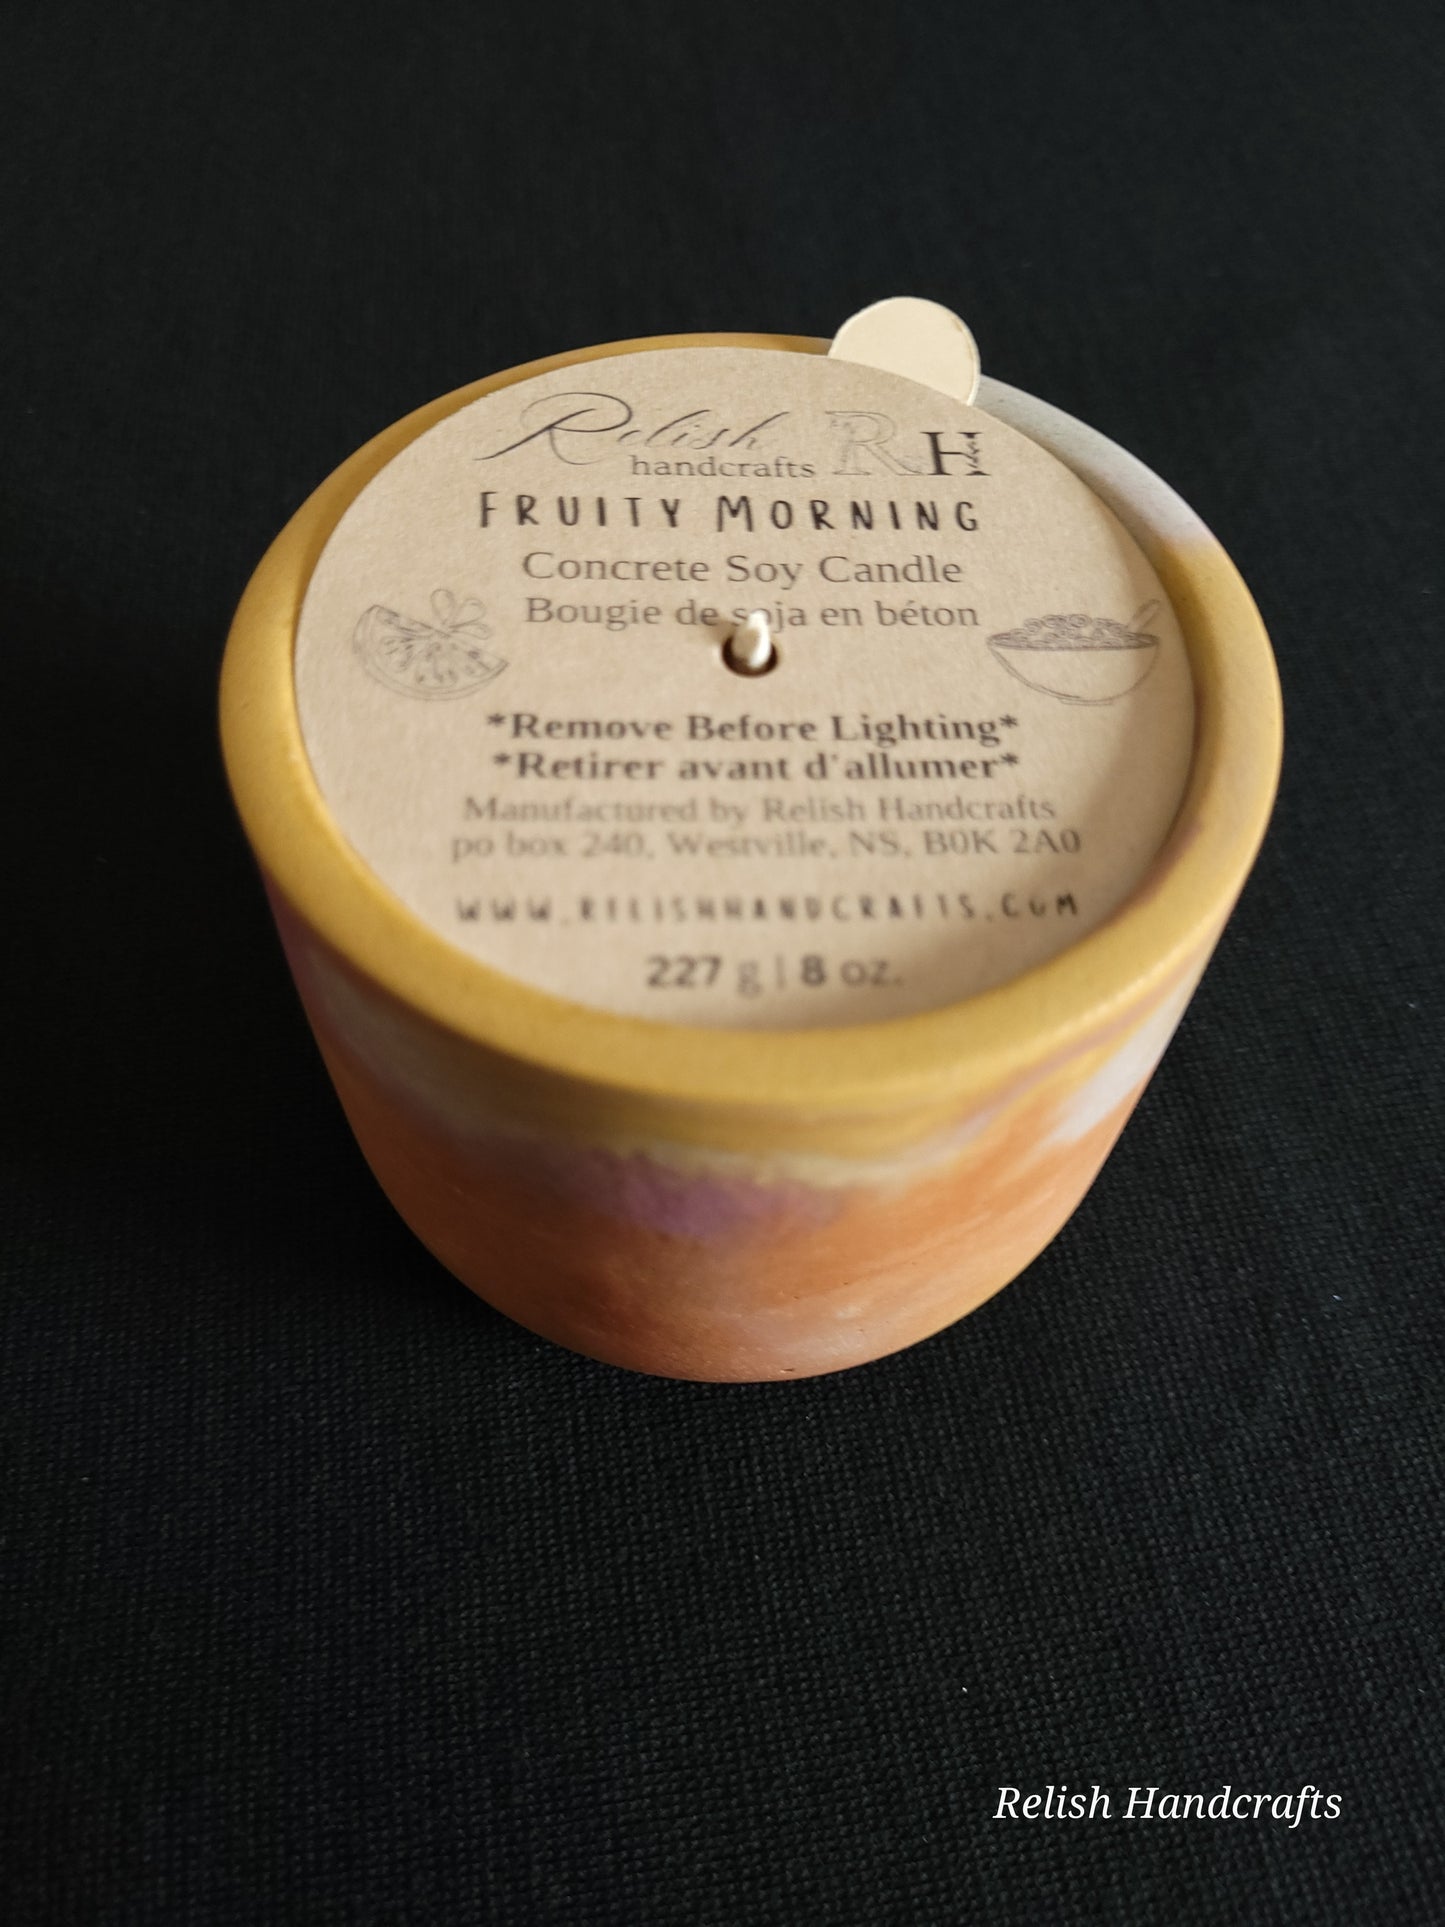 Relish RH
handcrafts
FRUITY MORNING
Concrete Soy Candle
Bougie de soja en béton
*Remove Before Lighting*
*Retirer avant d'allumer*
Manufactured by Relish Handcrafts
po box 240, Westville, NS, B0K 2A0
WWW.RELISHHANDCRAFTS.COM
227 g | 8 oz.
Relish Handcrafts